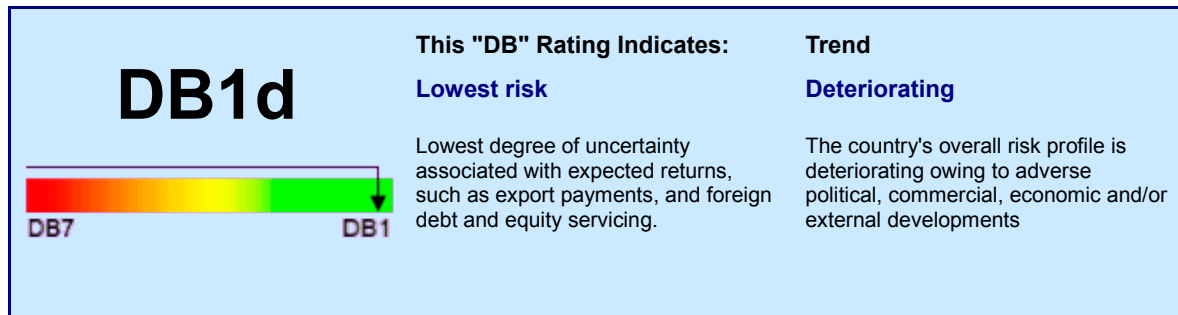 DB1d
DB7
DB1
This "DB" Rating Indicates:
Lowest risk
Lowest degree of uncertainty
associated with expected returns,
such as export payments, and foreign
debt and equity servicing.
Trend
Deteriorating
The country's overall risk profile is
deteriorating owing to adverse
political, commercial, economic and/or
external developments